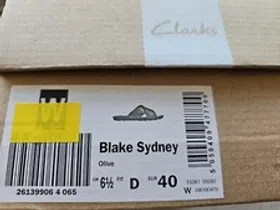 Clarks
W
Blake Sydney
Olive
UK 6½ FIT D EUR 40
W
26139906 4 065